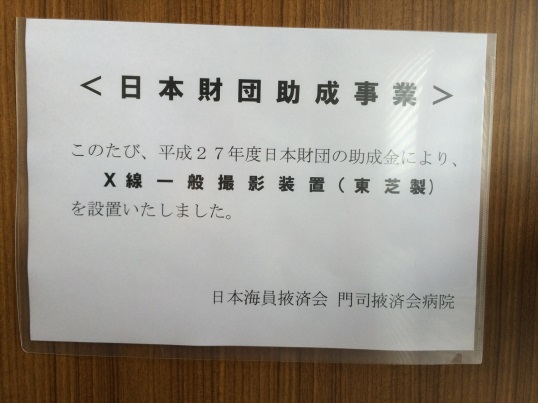 ＜日本財団助成事業＞
このたび、平成２７年度日本財団の助成金により、
Ｘ線一般撮影装置（東芝製）
を設置いたしました。
日本海員掖済会 門司掖済会病院